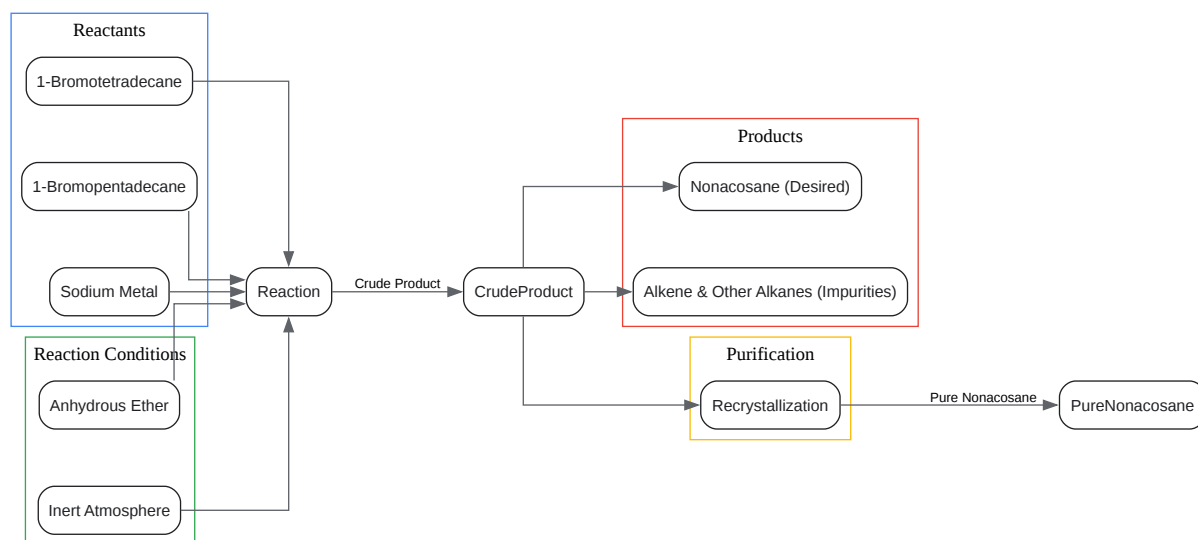 Reactants
1-Bromotetradecane
1-Bromopentadecane
Sodium Metal
Reaction Conditions
Anhydrous Ether
Inert Atmosphere
Reaction
Crude Product
CrudeProduct
Products
Nonacosane (Desired)
Alkene & Other Alkanes (Impurities)
Purification
Recrystallization
Pure Nonacosane
PureNonacosane